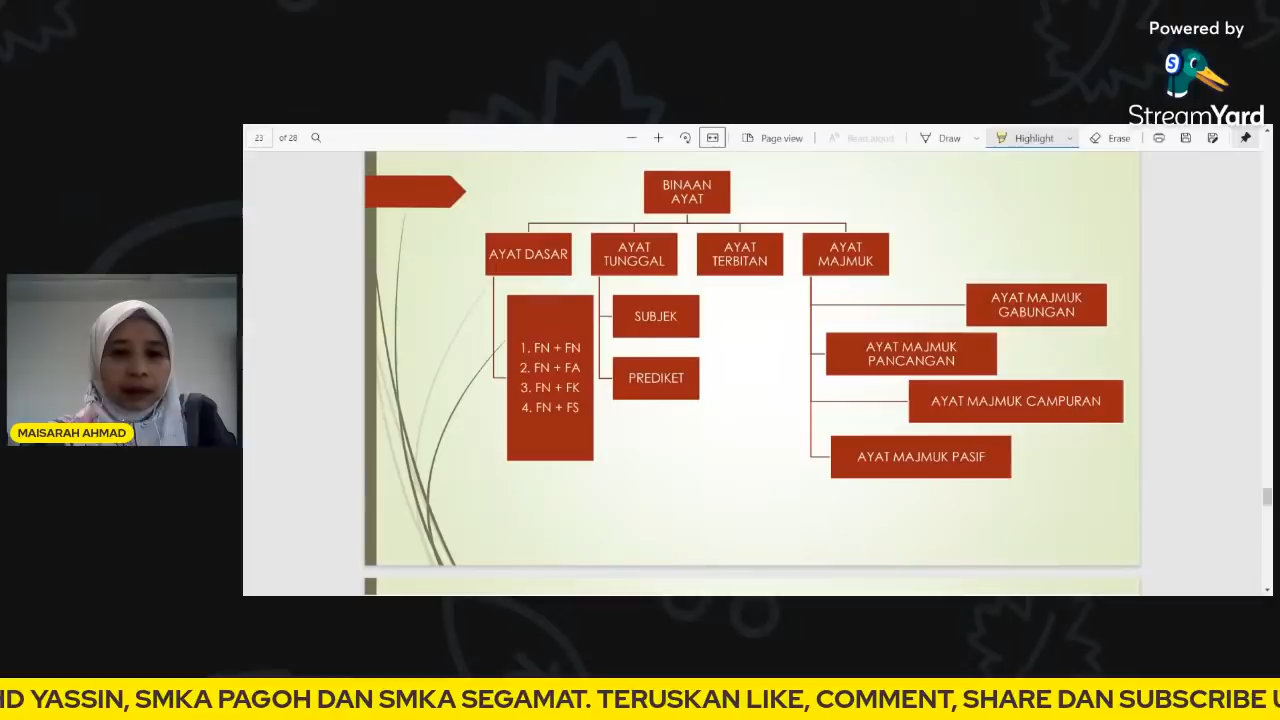 Powered by
StreamYard
23 of 28
Page view
Read aloud
Draw
Highlight
Erase
BINAAN
AYAT
AYAT DASAR
AYAT
TUNGGAL
AYAT
TERBITAN
AYAT
MAJMUK
1. FN + FN
2. FN + FA
3. FN + FK
4. FN + FS
SUBJEK
PREDIKET
AYAT MAJMUK
GABUNGAN
AYAT MAJMUK
PANCANGAN
AYAT MAJMUK CAMPURAN
AYAT MAJMUK PASIF
MAISARAH AHMAD
YASSIN, SMKA PAGOH DAN SMKA SEGAMAT. TERUSKAN LIKE, COMMENT, SHARE DAN SUBSCRIBE